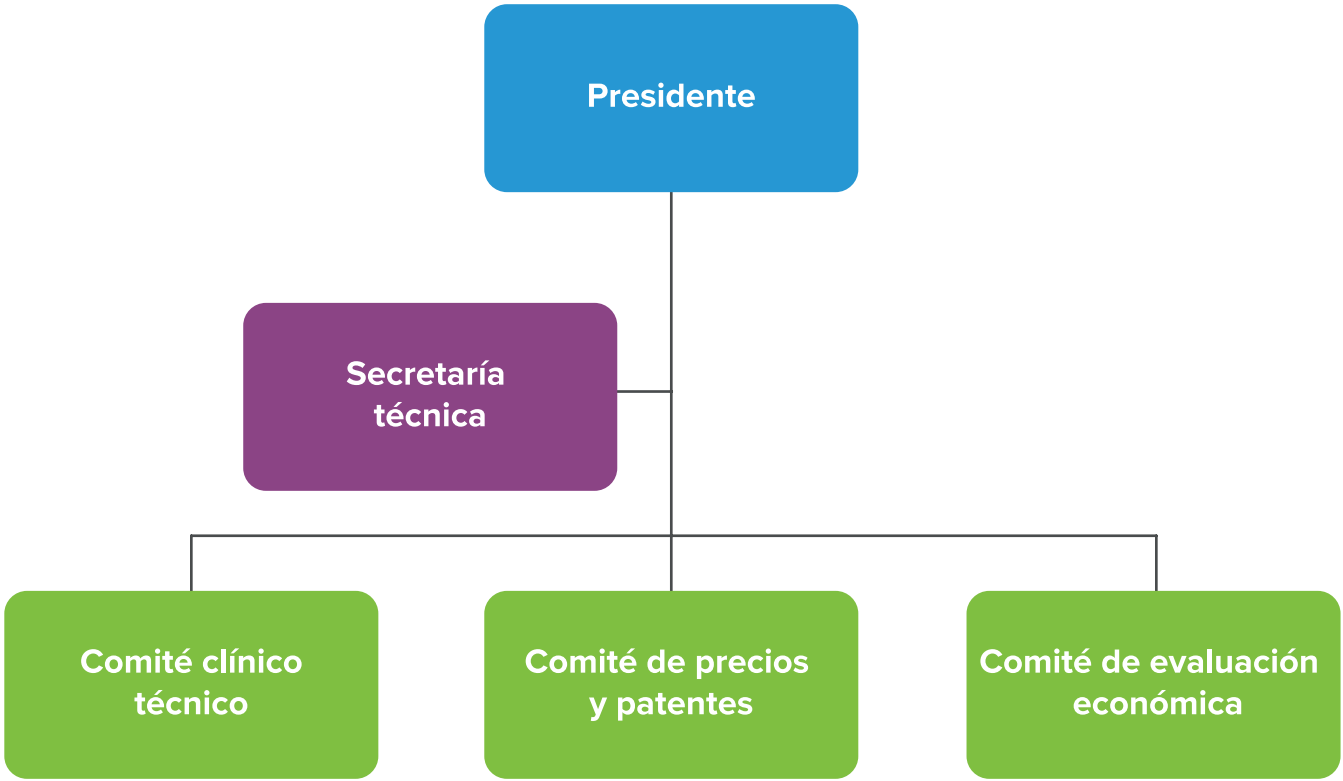 Presidente
Secretaría
técnica
Comité clínico
técnico
Comité de precios
y patentes
Comité de evaluación
económica